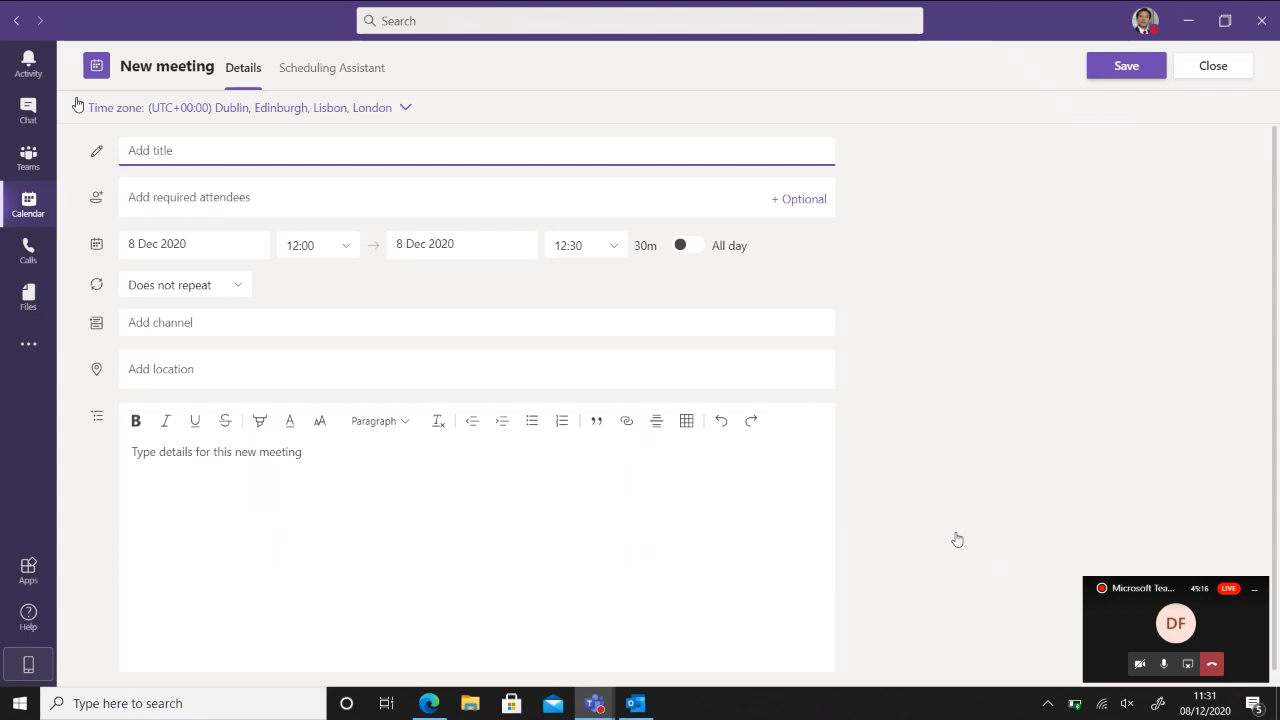 Search
Activity
Chat
Teams
Calendar
Calls
Files
Apps
Help
New meeting Details Scheduling Assistant
Save Close
Time zone: (UTC+00:00) Dublin, Edinburgh, Lisbon, London
Add title
Add required attendees + Optional
8 Dec 2020 12:00 8 Dec 2020 12:30 30m All day
Does not repeat
Add channel
Add location
B I U S A AA Paragraph
Type details for this new meeting
Microsoft Tea... 45:16 LIVE
DF
Type here to search
11:31
08/12/2020
5